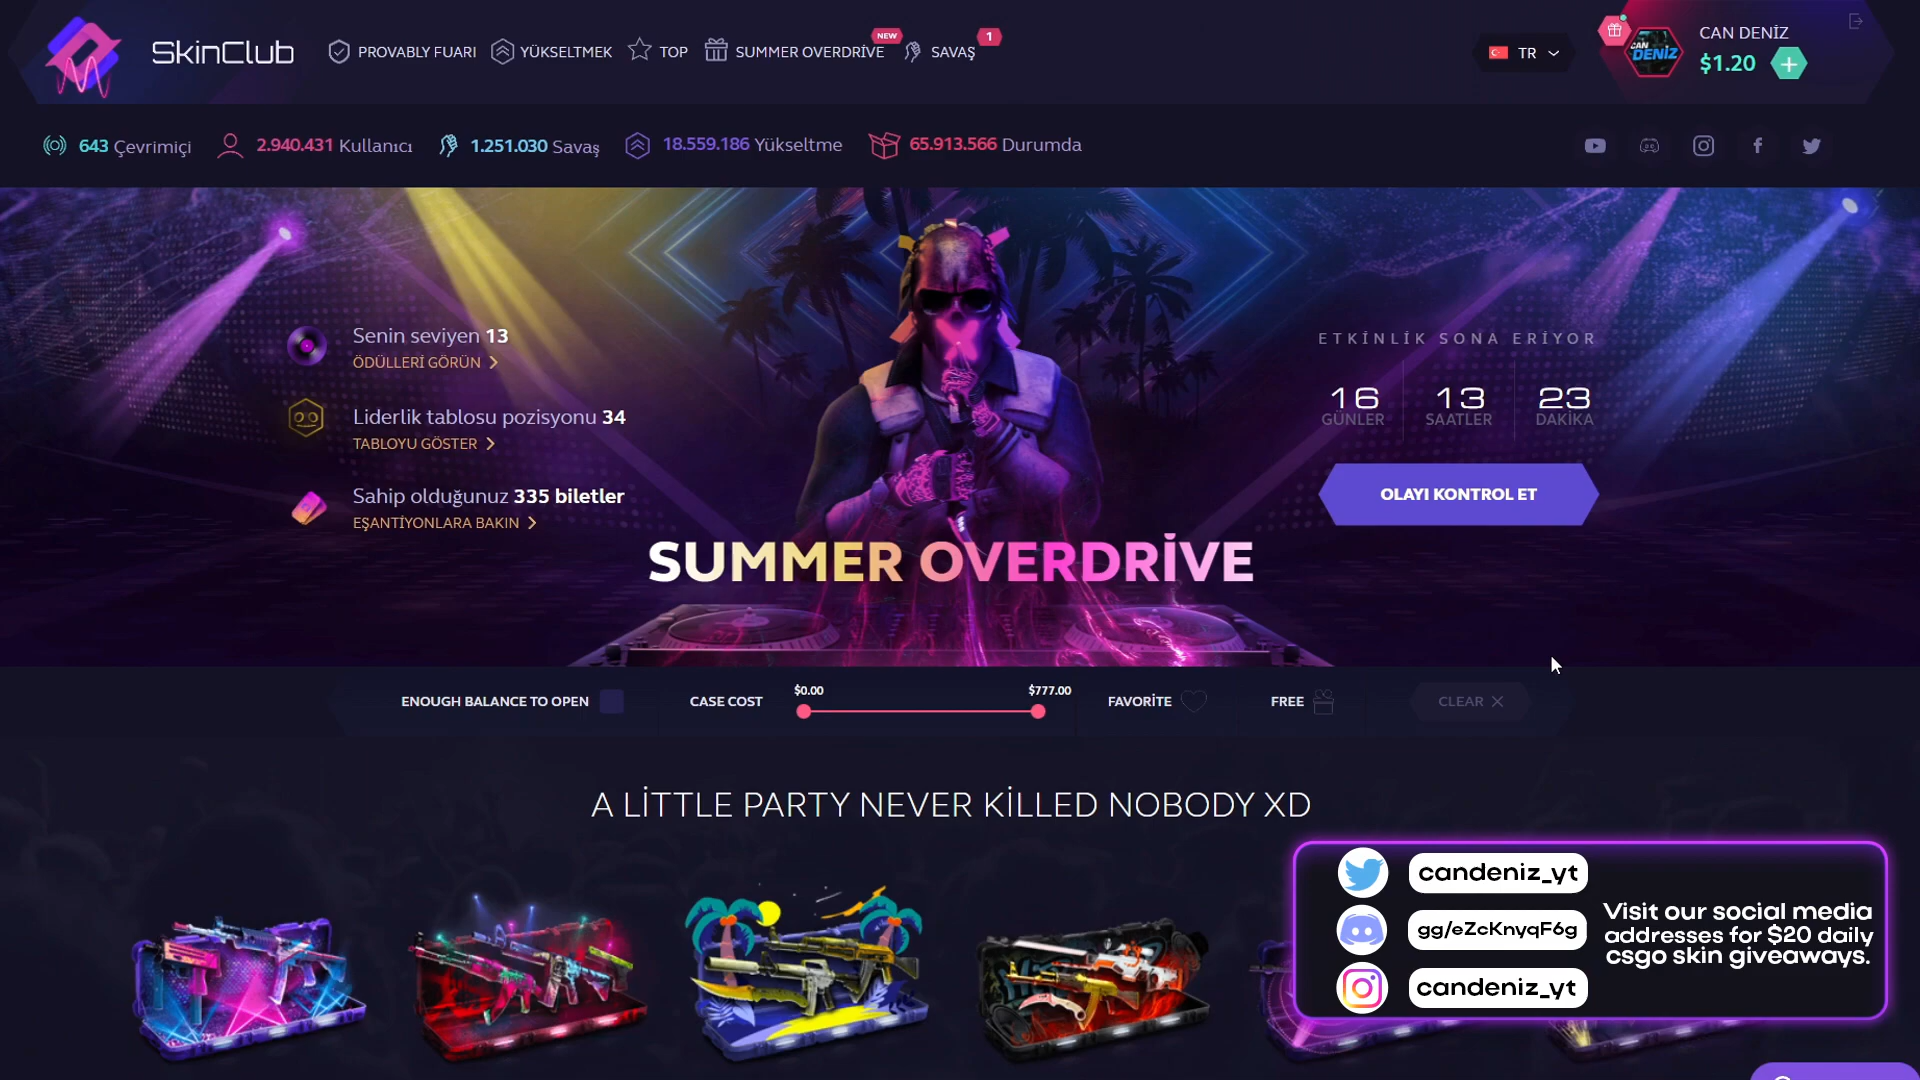 SkinClub
PROVABLY FUARI
YÜKSELTMEK
TOP
SUMMER OVERDRİVE
NEW
SAVAŞ
1
TR
CAN DENİZ
$1.20
CAN DENİZ
643 Çevrimiçi
2.940.431 Kullanıcı
1.251.030 Savaş
18.559.186 Yükseltme
65.913.566 Durumda
Senin seviyen 13
ÖDÜLLERİ GÖRÜN
Liderlik tablosu pozisyonu 34
TABLOYU GÖSTER
Sahip olduğunuz 335 biletler
EŞANTİYONLARA BAKIN
ETKİNLİK SONA ERİYOR
16 13 23
GÜNLER SAATLER DAKİKA
OLAYI KONTROL ET
SUMMER OVERDRİVE
ENOUGH BALANCE TO OPEN
CASE COST
$0.00
$777.00
FAVORİTE
FREE
CLEAR
A LİTTLE PARTY NEVER KİLLED NOBODY XD
candeniz_yt
gg/eZcKnyqF6g
candeniz_yt
Visit our social media
addresses for $20 daily
csgo skin giveaways.